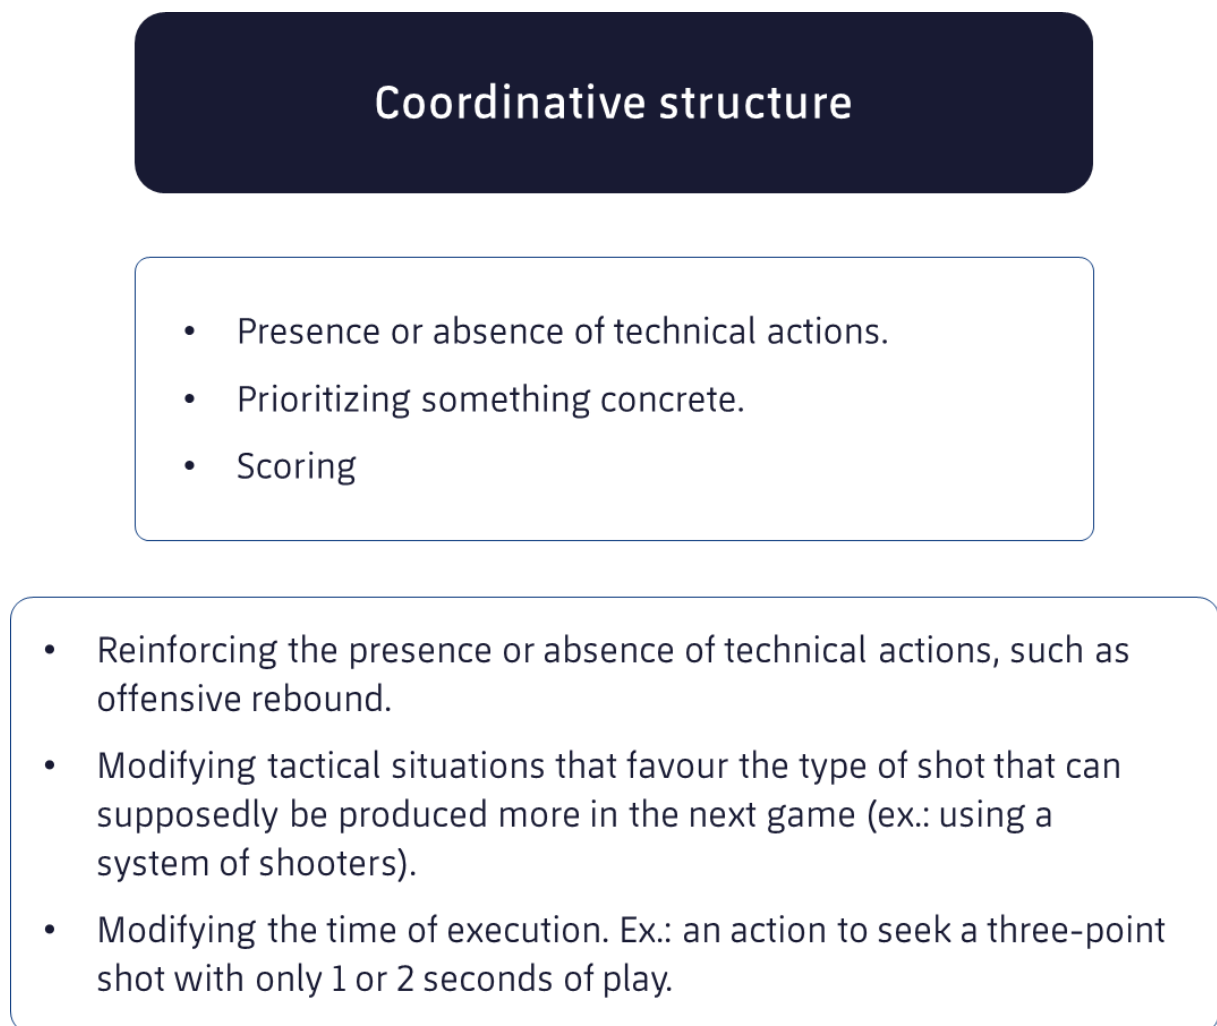 Coordinative structure
• Presence or absence of technical actions.
• Prioritizing something concrete.
• Scoring
• Reinforcing the presence or absence of technical actions, such as
offensive rebound.
• Modifying tactical situations that favour the type of shot that can
supposedly be produced more in the next game (ex.: using a
system of shooters).
• Modifying the time of execution. Ex.: an action to seek a three-point
shot with only 1 or 2 seconds of play.